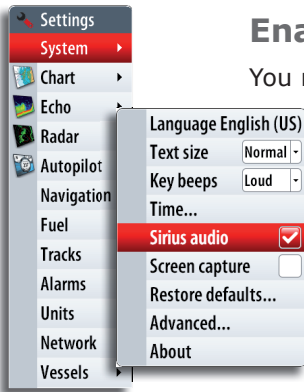 Settings
System
Chart
Echo
Radar
Autopilot
Navigation
Fuel
Tracks
Alarms
Units
Network
Vessels
Ena
You
Language English (US)
Text size Normal
Key beeps Loud
Time...
Sirius audio
Screen capture
Restore defaults...
Advanced...
About